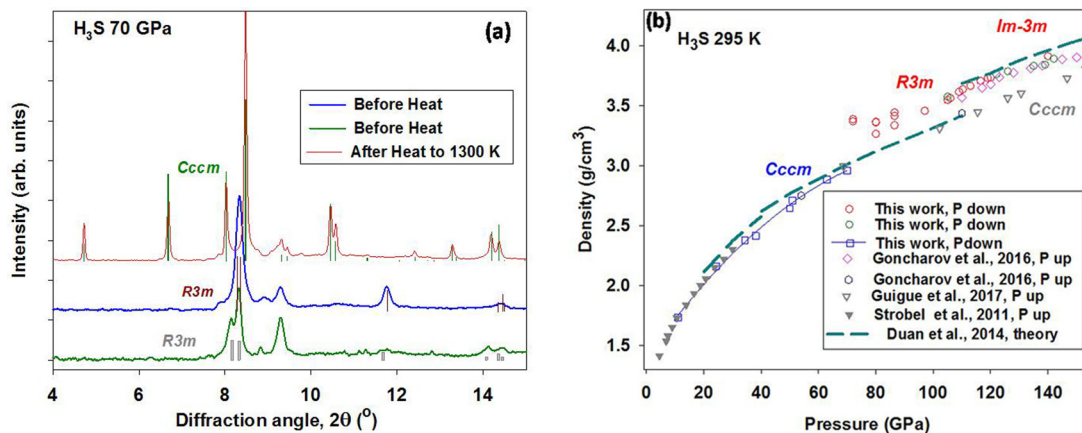 H3S 70 GPa
(a)
Before Heat
Before Heat
After Heat to 1300 K
Cccm
R3m
R3m
Intensity (arb. units)
4
6
8
10
12
14
Diffraction angle, 2θ (o)
(b)
H3S 295 K
Im-3m
R3m
Cccm
Cccm
Density (g/cm3)
4.0
3.5
3.0
2.5
2.0
1.5
This work, P down
This work, P down
This work, Pdown
Goncharov et al., 2016, P up
Goncharov et al., 2016, P up
Guigue et al., 2017, P up
Strobel et al., 2011, P up
Duan et al., 2014, theory
0
20
40
60
80
100
120
140
Pressure (GPa)